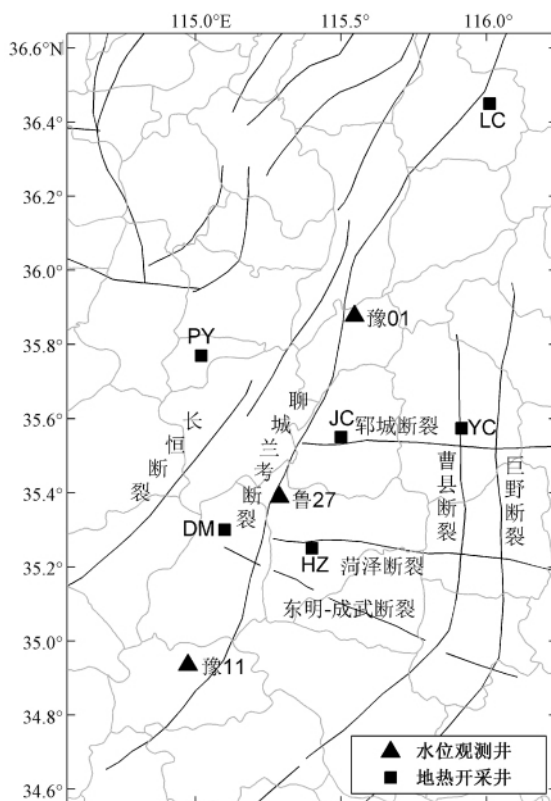 115.0°E 115.5° 116.0°
36.6°N
36.4°
LC
36.2°
36.0°
豫01
35.8°
PY
聊城兰考断裂
长恒断裂
35.6°
JC
郓城断裂
YC
曹县断裂
巨野断裂
35.4°
鲁27
DM
HZ
菏泽断裂
35.2°
东明-成武断裂
35.0°
豫11
34.8°
34.6°
水位观测井
地热开采井